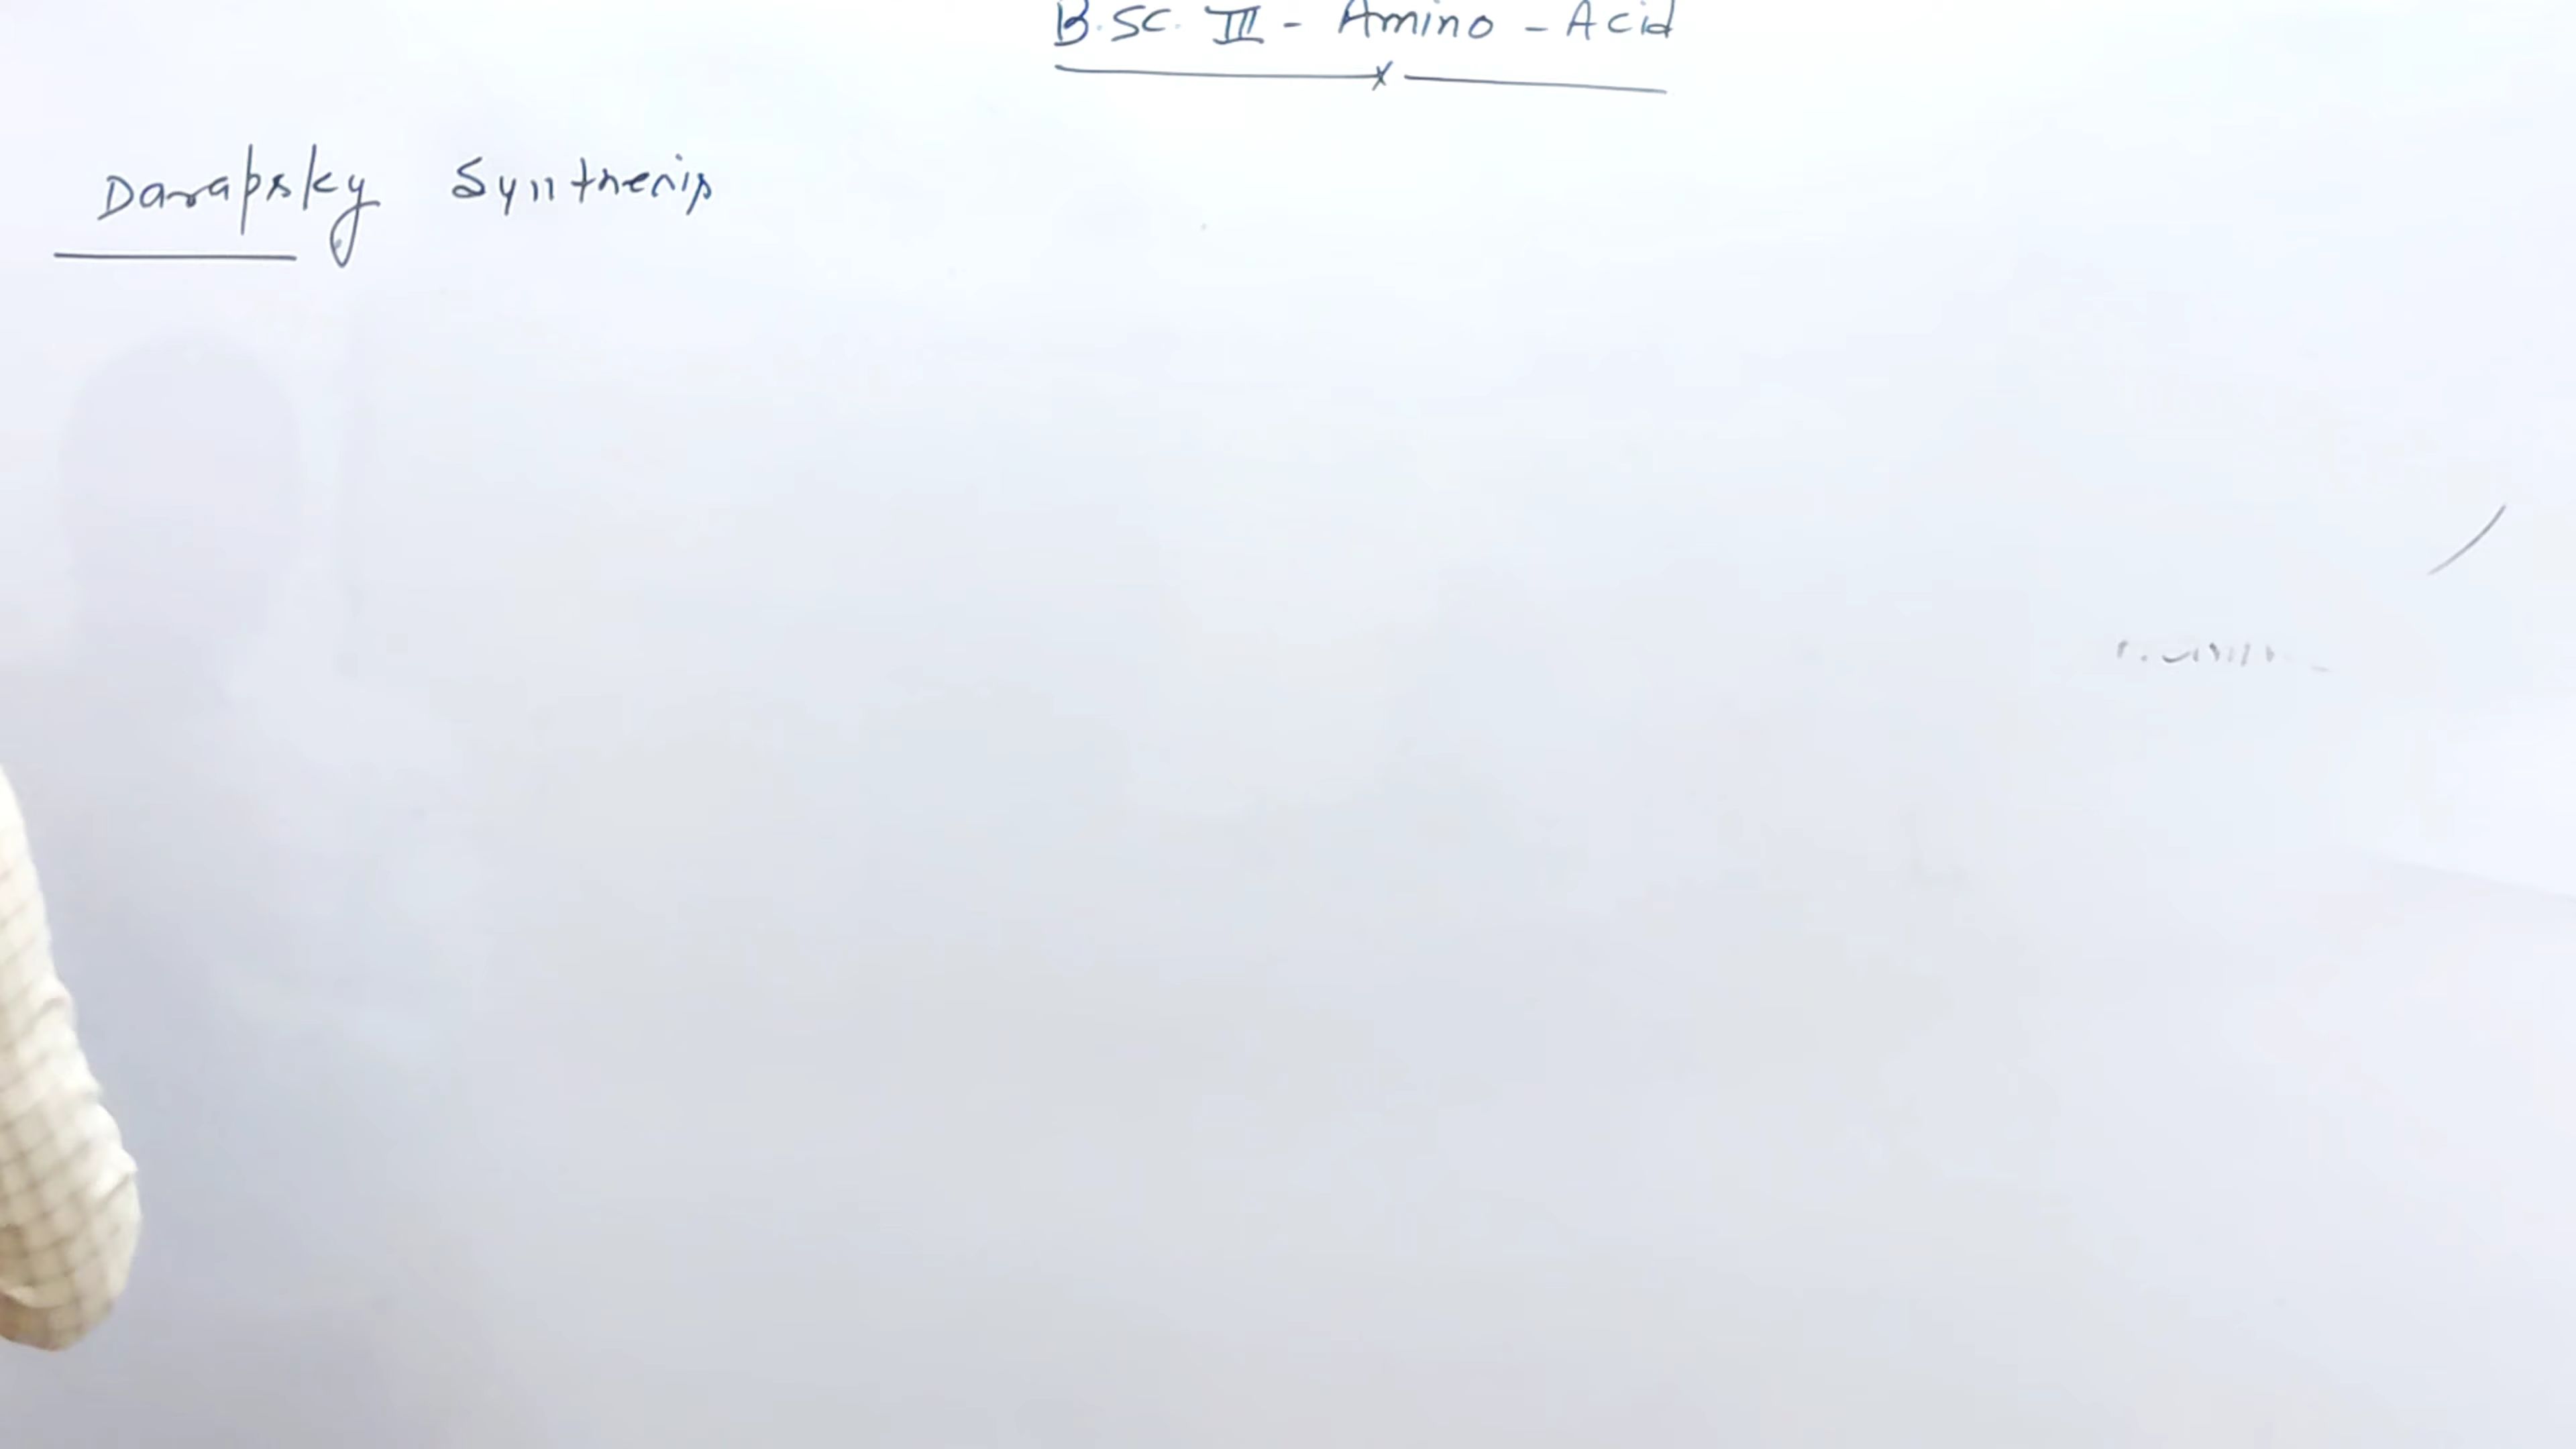 B.SC. III - Amino - Acid
Darapsky Synthesis